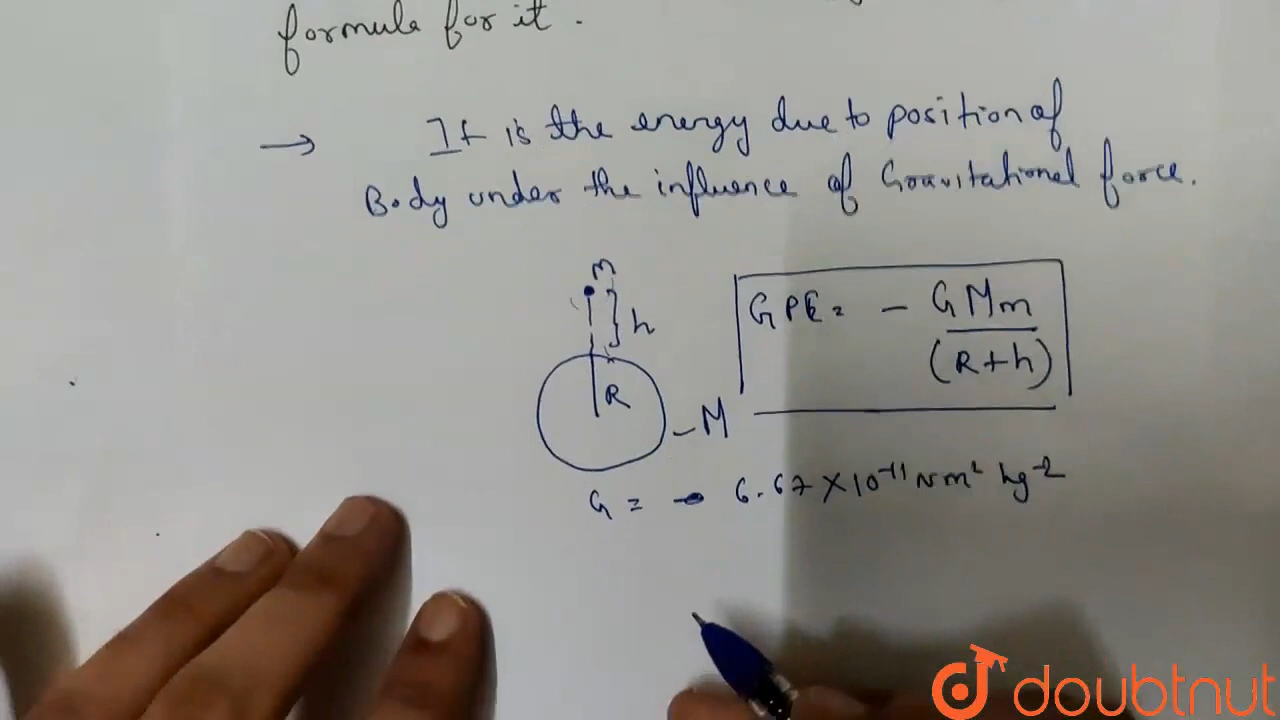 formula for it .
→ It is the energy due to position of
Body under the influence of Gravitational force.
m
h
R
M
GPE = - GMm / (R+h)
G = 6.67 × 10⁻¹¹ Nm² kg⁻²
doubtnut